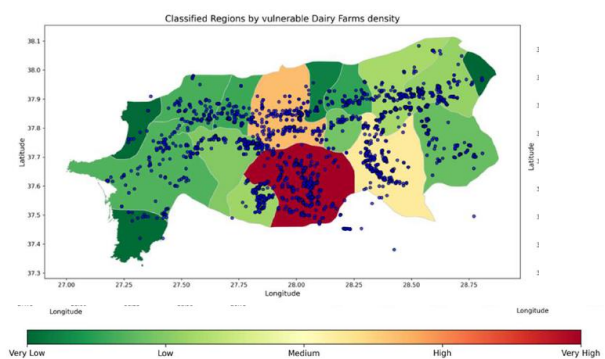 Classified Regions by vulnerable Dairy Farms density
38.1
38.0
37.9
37.8
37.7
37.6
37.5
37.4
37.3
Latitude
27.00 27.25 27.50 27.75 28.00 28.25 28.50 28.75
Longitude
Latitude
Longitude
Longitude
Very Low Low Medium High Very High